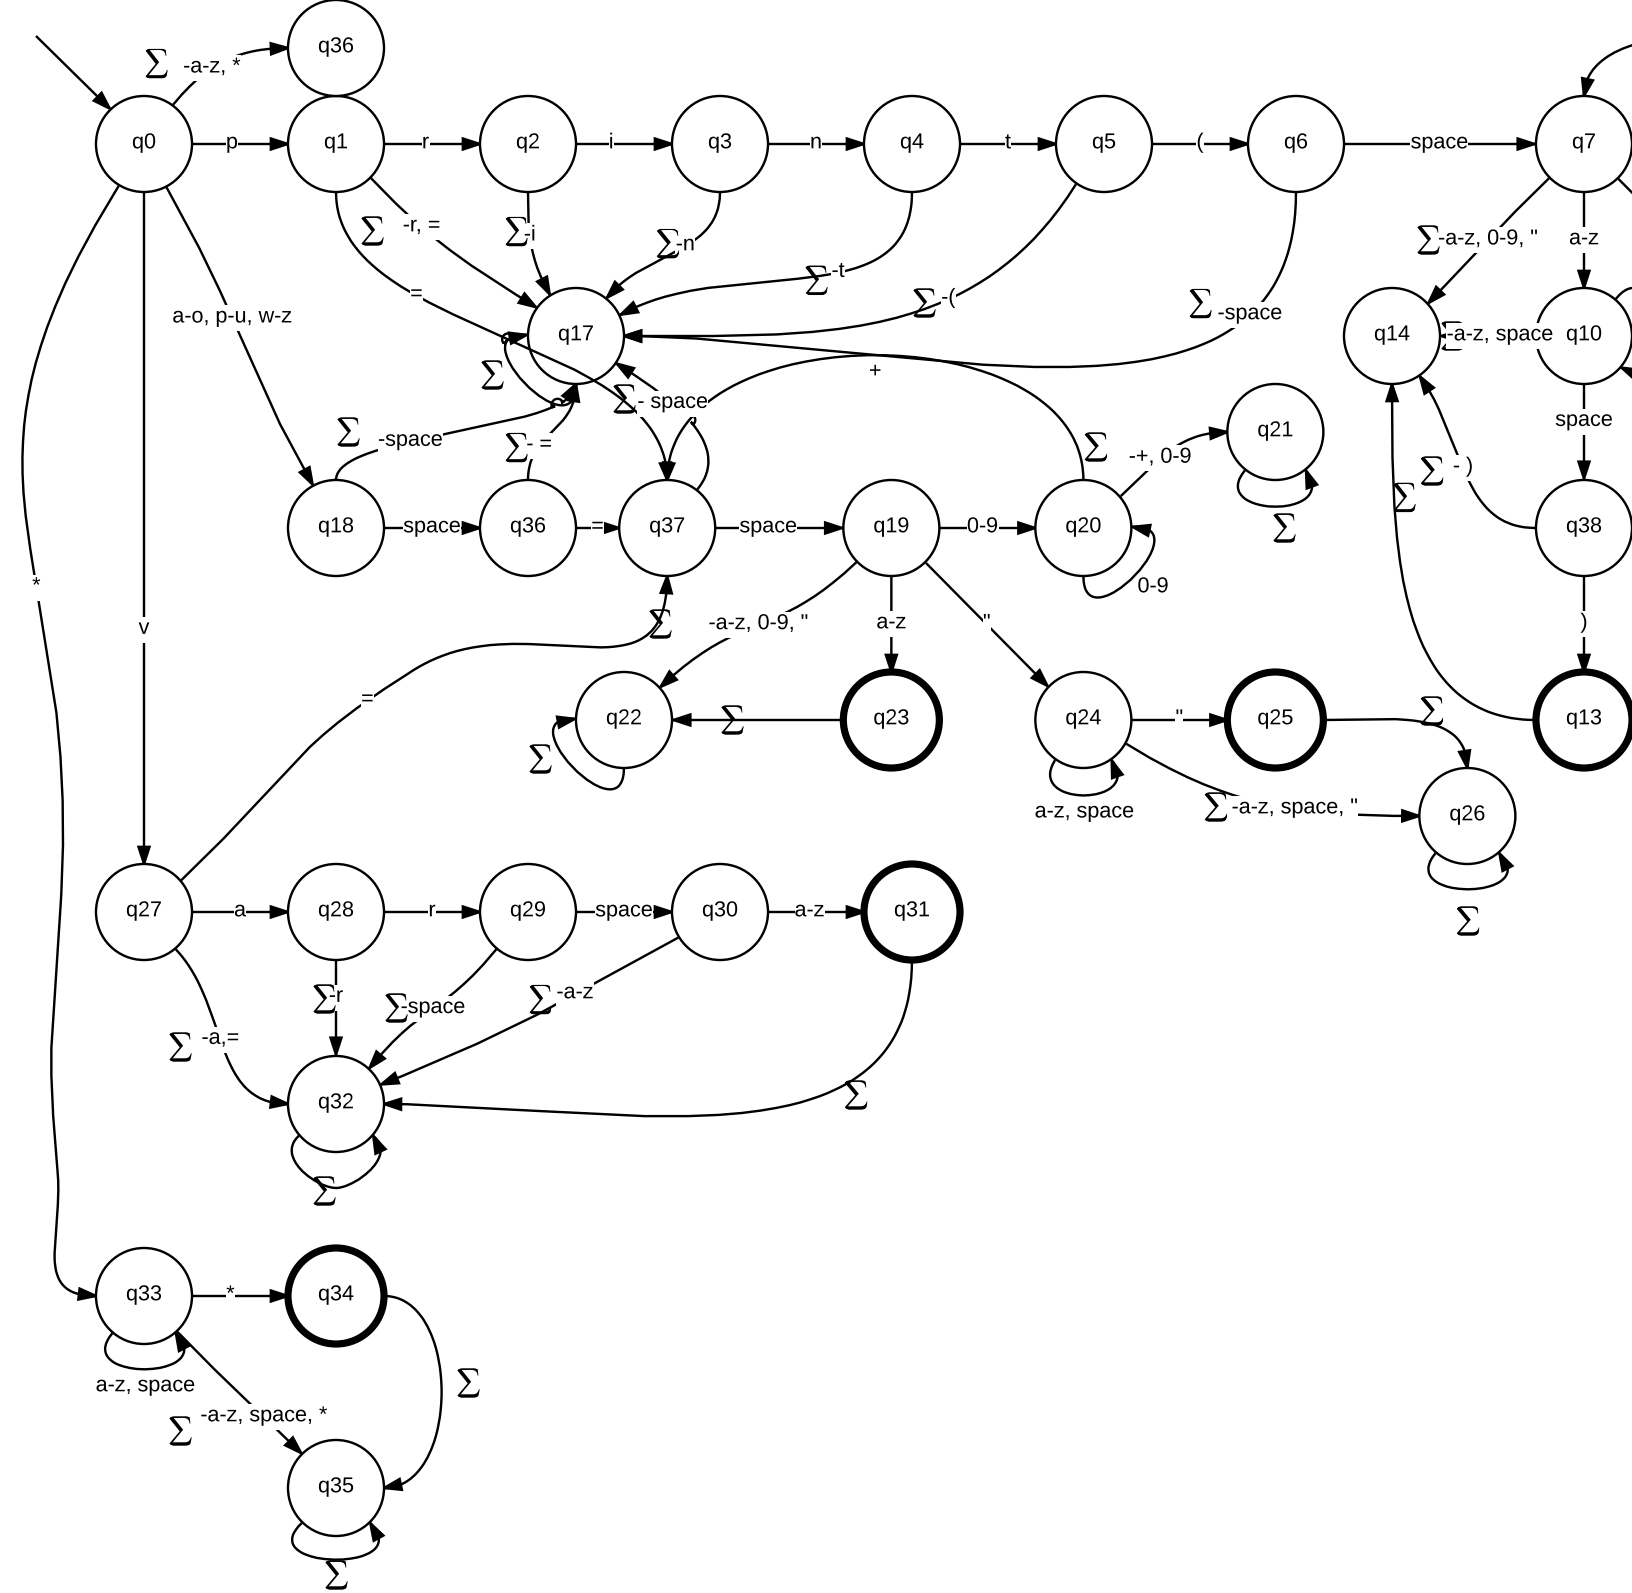 q36
Σ -a-z, *
q0
p
q1
r
q2
i
q3
n
q4
t
q5
(
q6
space
q7
Σ -r, =
Σ-i
Σ-n
Σ -t
Σ -(
Σ -space
Σ -a-z, 0-9, "
a-z
=
a-o, p-u, w-z
q17
q14
Σ -a-z, space
q10
Σ
Σ - space
+
Σ -space
Σ - =
q21
Σ -+, 0-9
space
Σ - )
Σ
q18
space
q36
=
q37
space
q19
0-9
q20
Σ
q38
0-9
*
v
Σ -a-z, 0-9, "
a-z
"
)
=
q22
Σ
q23
q24
"
q25
Σ
q13
Σ
a-z, space
Σ -a-z, space, "
q26
q27
a
q28
r
q29
space
q30
a-z
q31
Σ
Σ -a,=
Σ-r
Σ-space
Σ -a-z
q32
Σ
Σ
q33
*
q34
a-z, space
Σ
Σ -a-z, space, *
q35
Σ